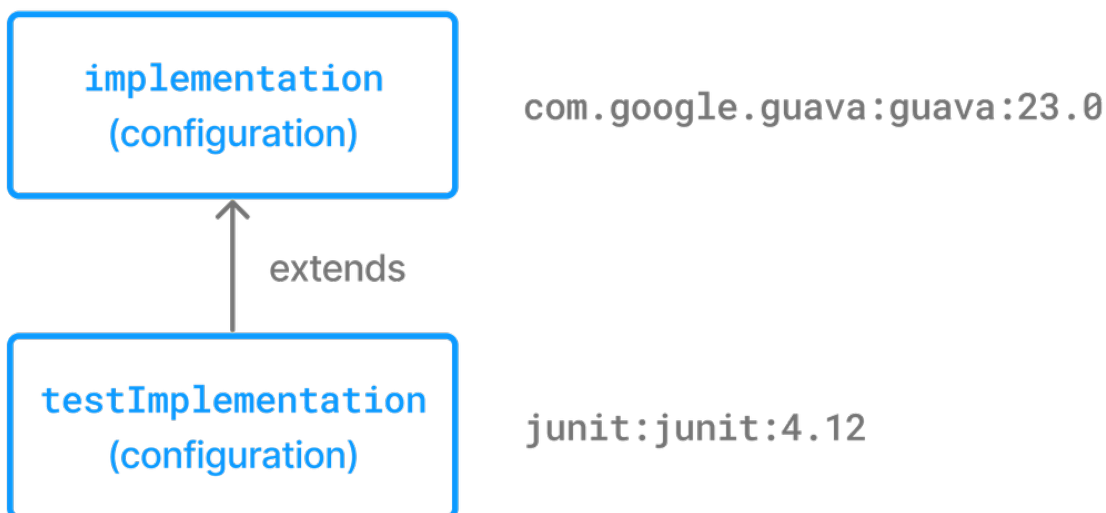 implementation
(configuration)
com.google.guava:guava:23.0
extends
testImplementation
(configuration)
junit:junit:4.12